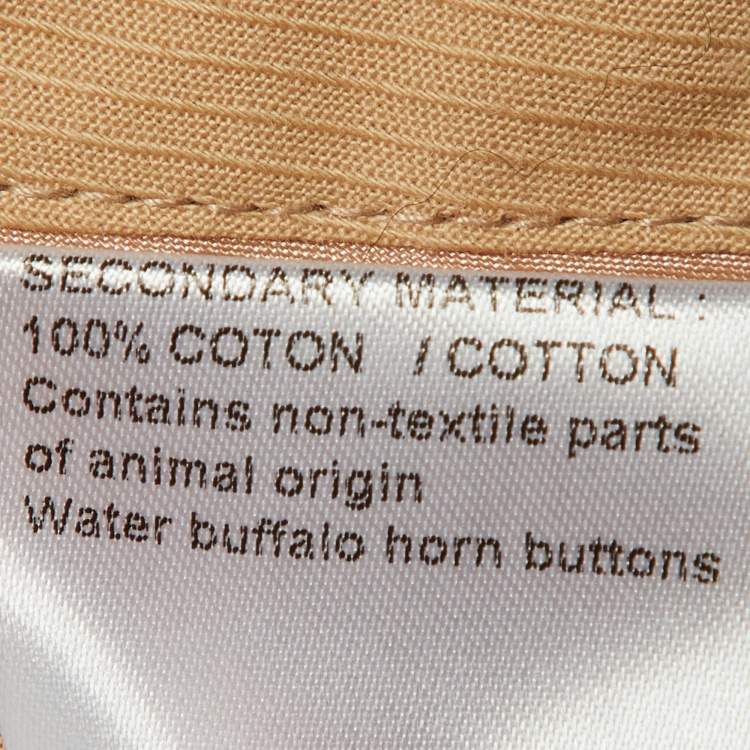 SECONDARY MATERIAL :
100% COTON / COTTON
Contains non-textile parts
of animal origin
Water buffalo horn buttons